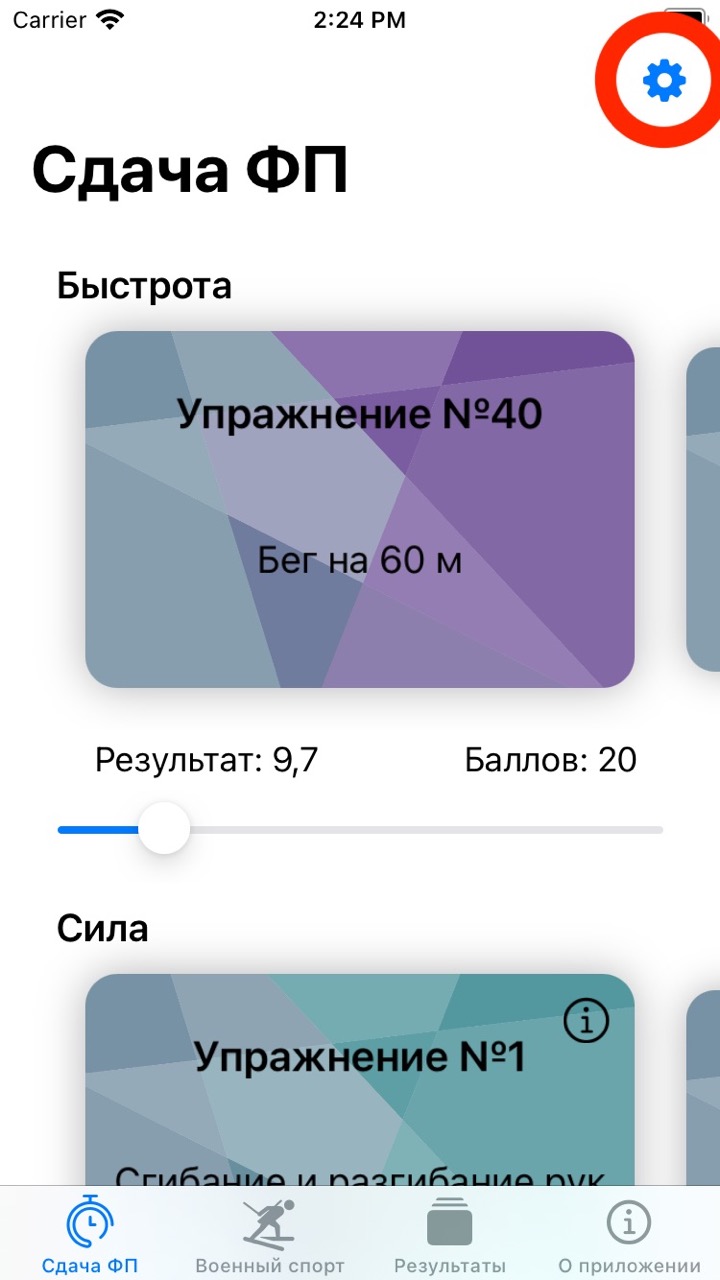 Carrier
2:24 PM
Сдача ФП
Быстрота
Упражнение №40
Бег на 60 м
Результат: 9,7
Баллов: 20
Сила
Упражнение №1
Сгибание и разгибание рук
Сдача ФП
Военный спорт
Результаты
О приложении